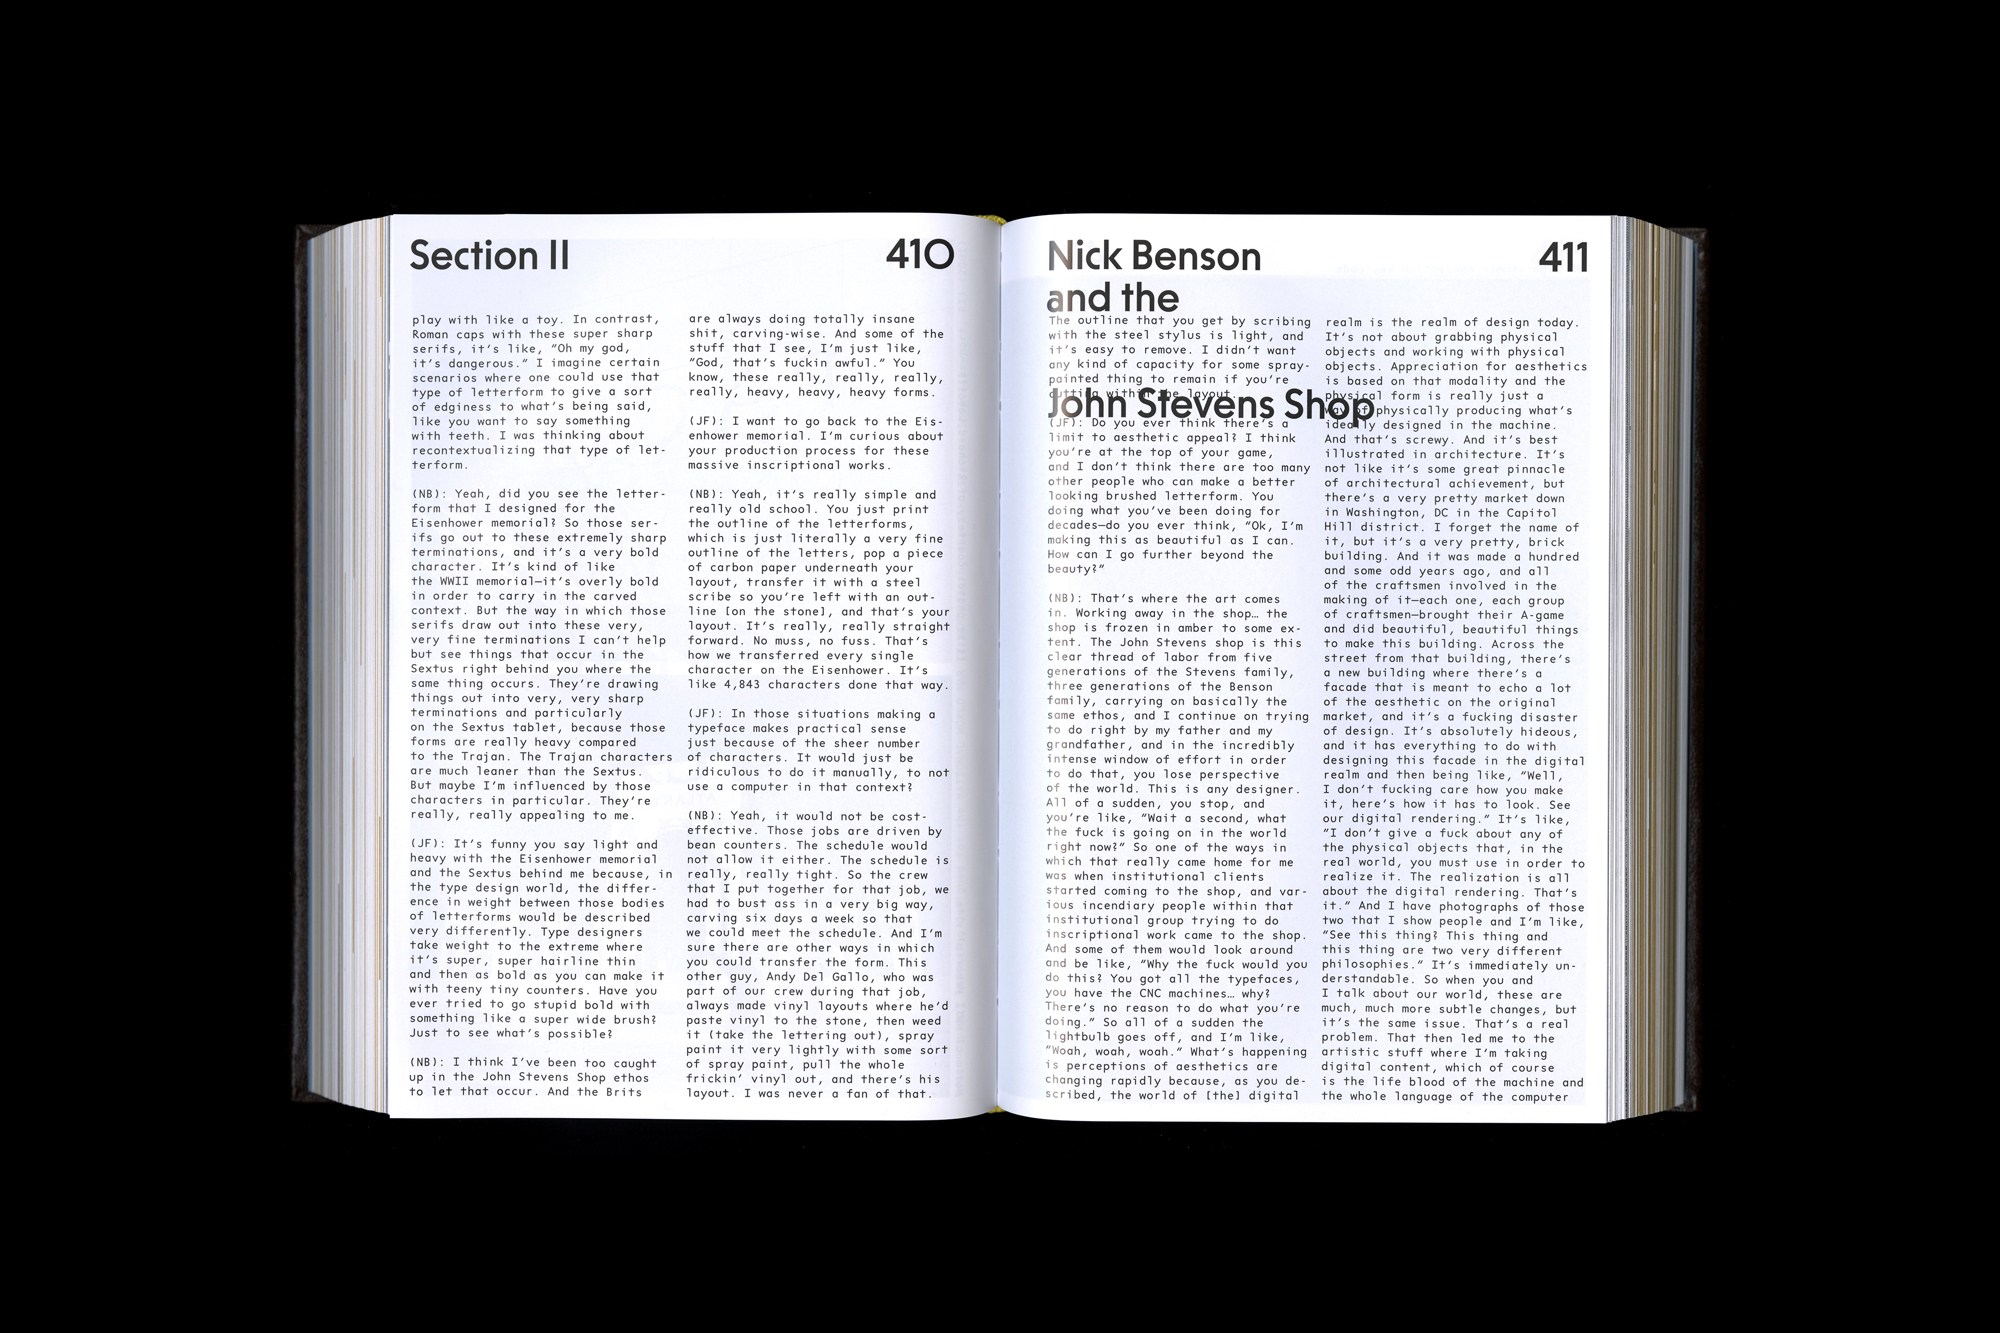 Section II
410
play with like a toy. In contrast,
Roman caps with these super sharp
serifs, it's like, “Oh my god,
it's dangerous.” I imagine certain
scenarios where one could use that
type of letterform to give a sort
of edginess to what's being said,
like you want to say something
with teeth. I was thinking about
recontextualizing that type of let-
terform.
(NB): Yeah, did you see the letter-
form that I designed for the
Eisenhower memorial? So those ser-
ifs go out to these extremely sharp
terminations, and it's a very bold
character. It's kind of like
the WWII memorial—it's overly bold
in order to carry in the carved
context. But the way in which those
serifs draw out into these very,
very fine terminations I can't help
but see things that occur in the
Sextus right behind you where the
same thing occurs. They're drawing
things out into very, very sharp
terminations and particularly
on the Sextus tablet, because those
forms are really heavy compared
to the Trajan. The Trajan characters
are much leaner than the Sextus.
But maybe I'm influenced by those
characters in particular. They're
really, really appealing to me.
(JF): It's funny you say light and
heavy with the Eisenhower memorial
and the Sextus behind me because, in
the type design world, the differ-
ence in weight between those bodies
of letterforms would be described
very differently. Type designers
take weight to the extreme where
it's super, super hairline thin
and then as bold as you can make it
with teeny tiny counters. Have you
ever tried to go stupid bold with
something like a super wide brush?
Just to see what's possible?
(NB): I think I've been too caught
up in the John Stevens Shop ethos
to let that occur. And the Brits
are always doing totally insane
shit, carving-wise. And some of the
stuff that I see, I'm just like,
“God, that's fuckin awful.” You
know, these really, really, really,
really, heavy, heavy, heavy forms.
(JF): I want to go back to the Eis-
enhower memorial. I'm curious about
your production process for these
massive inscriptional works.
(NB): Yeah, it's really simple and
really old school. You just print
the outline of the letterforms,
which is just literally a very fine
outline of the letters, pop a piece
of carbon paper underneath your
layout, transfer it with a steel
scribe so you're left with an out-
line [on the stone], and that's your
layout. It's really, really straight
forward. No muss, no fuss. That's
how we transferred every single
character on the Eisenhower. It's
like 4,843 characters done that way.
(JF): In those situations making a
typeface makes practical sense
just because of the sheer number
of characters. It would just be
ridiculous to do it manually, to not
use a computer in that context?
(NB): Yeah, it would not be cost-
effective. Those jobs are driven by
bean counters. The schedule would
not allow it either. The schedule is
really, really tight. So the crew
that I put together for that job, we
had to bust ass in a very big way,
carving six days a week so that
we could meet the schedule. And I'm
sure there are other ways in which
you could transfer the form. This
other guy, Andy Del Gallo, who was
part of our crew during that job,
always made vinyl layouts where he'd
paste vinyl to the stone, then weed
it (take the lettering out), spray
paint it very lightly with some sort
of spray paint, pull the whole
frickin' vinyl out, and there's his
layout. I was never a fan of that.
Nick Benson
and the
John Stevens Shop
411
The outline that you get by scribing
with the steel stylus is light, and
it's easy to remove. I didn't want
any kind of capacity for some spray-
painted thing to remain if you're
cutting within the layout.
(JF): Do you ever think there's a
limit to aesthetic appeal? I think
you're at the top of your game,
and I don't think there are too many
other people who can make a better
looking brushed letterform. You
doing what you've been doing for
decades—do you ever think, “Ok, I'm
making this as beautiful as I can.
How can I go further beyond the
beauty?”
(NB): That's where the art comes
in. Working away in the shop… the
shop is frozen in amber to some ex-
tent. The John Stevens shop is this
clear thread of labor from five
generations of the Stevens family,
three generations of the Benson
family, carrying on basically the
same ethos, and I continue on trying
to do right by my father and my
grandfather, and in the incredibly
intense window of effort in order
to do that, you lose perspective
of the world. This is any designer.
All of a sudden, you stop, and
you're like, “Wait a second, what
the fuck is going on in the world
right now?” So one of the ways in
which that really came home for me
was when institutional clients
started coming to the shop, and var-
ious incendiary people within that
institutional group trying to do
inscriptional work came to the shop.
And some of them would look around
and be like, “Why the fuck would you
do this? You got all the typefaces,
you have the CNC machines… why?
There's no reason to do what you're
doing.” So all of a sudden the
lightbulb goes off, and I'm like,
“Woah, woah, woah.” What's happening
is perceptions of aesthetics are
changing rapidly because, as you de-
scribed, the world of [the] digital
realm is the realm of design today.
It's not about grabbing physical
objects and working with physical
objects. Appreciation for aesthetics
is based on that modality and the
physical form is really just a
way of physically producing what's
ideally designed in the machine.
And that's screwy. And it's best
illustrated in architecture. It's
not like it's some great pinnacle
of architectural achievement, but
there's a very pretty market down
in Washington, DC in the Capitol
Hill district. I forget the name of
it, but it's a very pretty, brick
building. And it was made a hundred
and some odd years ago, and all
of the craftsmen involved in the
making of it—each one, each group
of craftsmen—brought their A-game
and did beautiful, beautiful things
to make this building. Across the
street from that building, there's
a new building where there's a
facade that is meant to echo a lot
of the aesthetic on the original
market, and it's a fucking disaster
of design. It's absolutely hideous,
and it has everything to do with
designing this facade in the digital
realm and then being like, “Well,
I don't fucking care how you make
it, here's how it has to look. See
our digital rendering.” It's like,
“I don't give a fuck about any of
the physical objects that, in the
real world, you must use in order to
realize it. The realization is all
about the digital rendering. That's
it.” And I have photographs of those
two that I show people and I'm like,
“See this thing? This thing and
this thing are two very different
philosophies.” It's immediately un-
derstandable. So when you and
I talk about our world, these are
much, much more subtle changes, but
it's the same issue. That's a real
problem. That then led me to the
artistic stuff where I'm taking
digital content, which of course
is the life blood of the machine and
the whole language of the computer